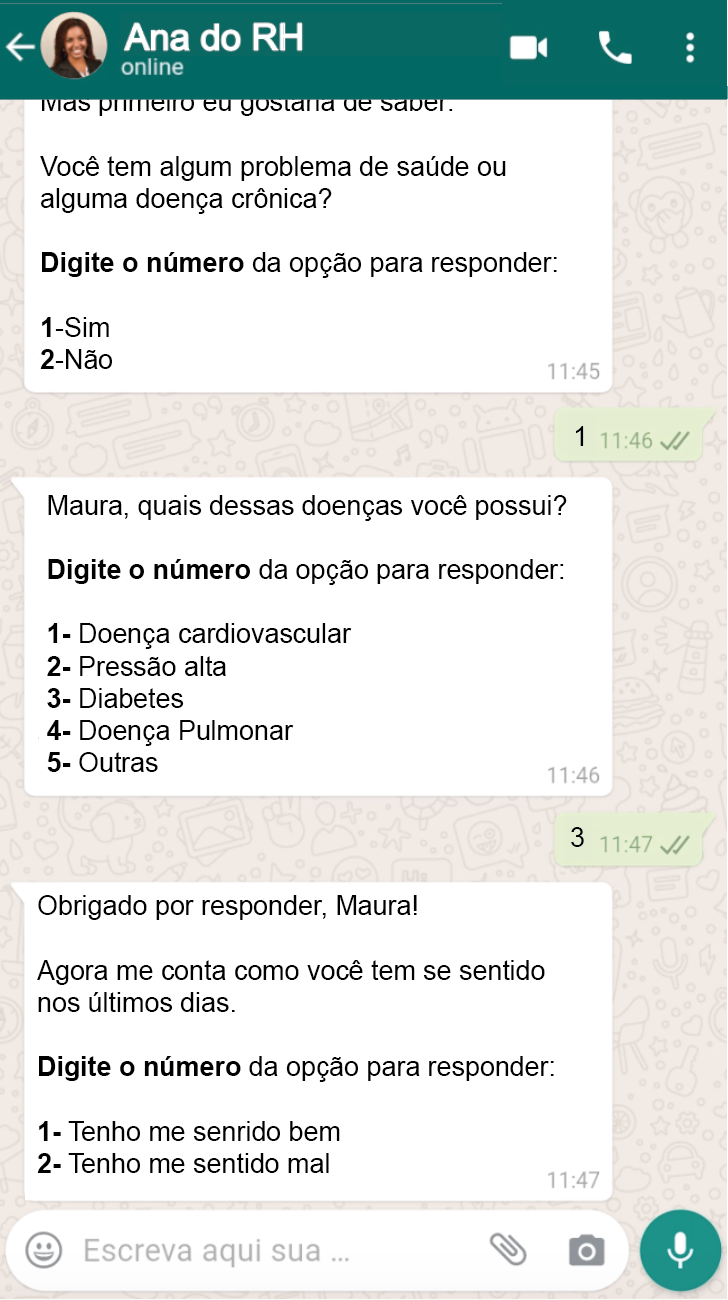 Ana do RH
online
Mas primeiro eu gostaria de saber:
Você tem algum problema de saúde ou
alguma doença crônica?
Digite o número da opção para responder:
1-Sim
2-Não
11:45
1 11:46
Maura, quais dessas doenças você possui?
Digite o número da opção para responder:
1- Doença cardiovascular
2- Pressão alta
3- Diabetes
4- Doença Pulmonar
5- Outras
11:46
3 11:47
Obrigado por responder, Maura!
Agora me conta como você tem se sentido
nos últimos dias.
Digite o número da opção para responder:
1- Tenho me senrido bem
2- Tenho me sentido mal
11:47
Escreva aqui sua ...